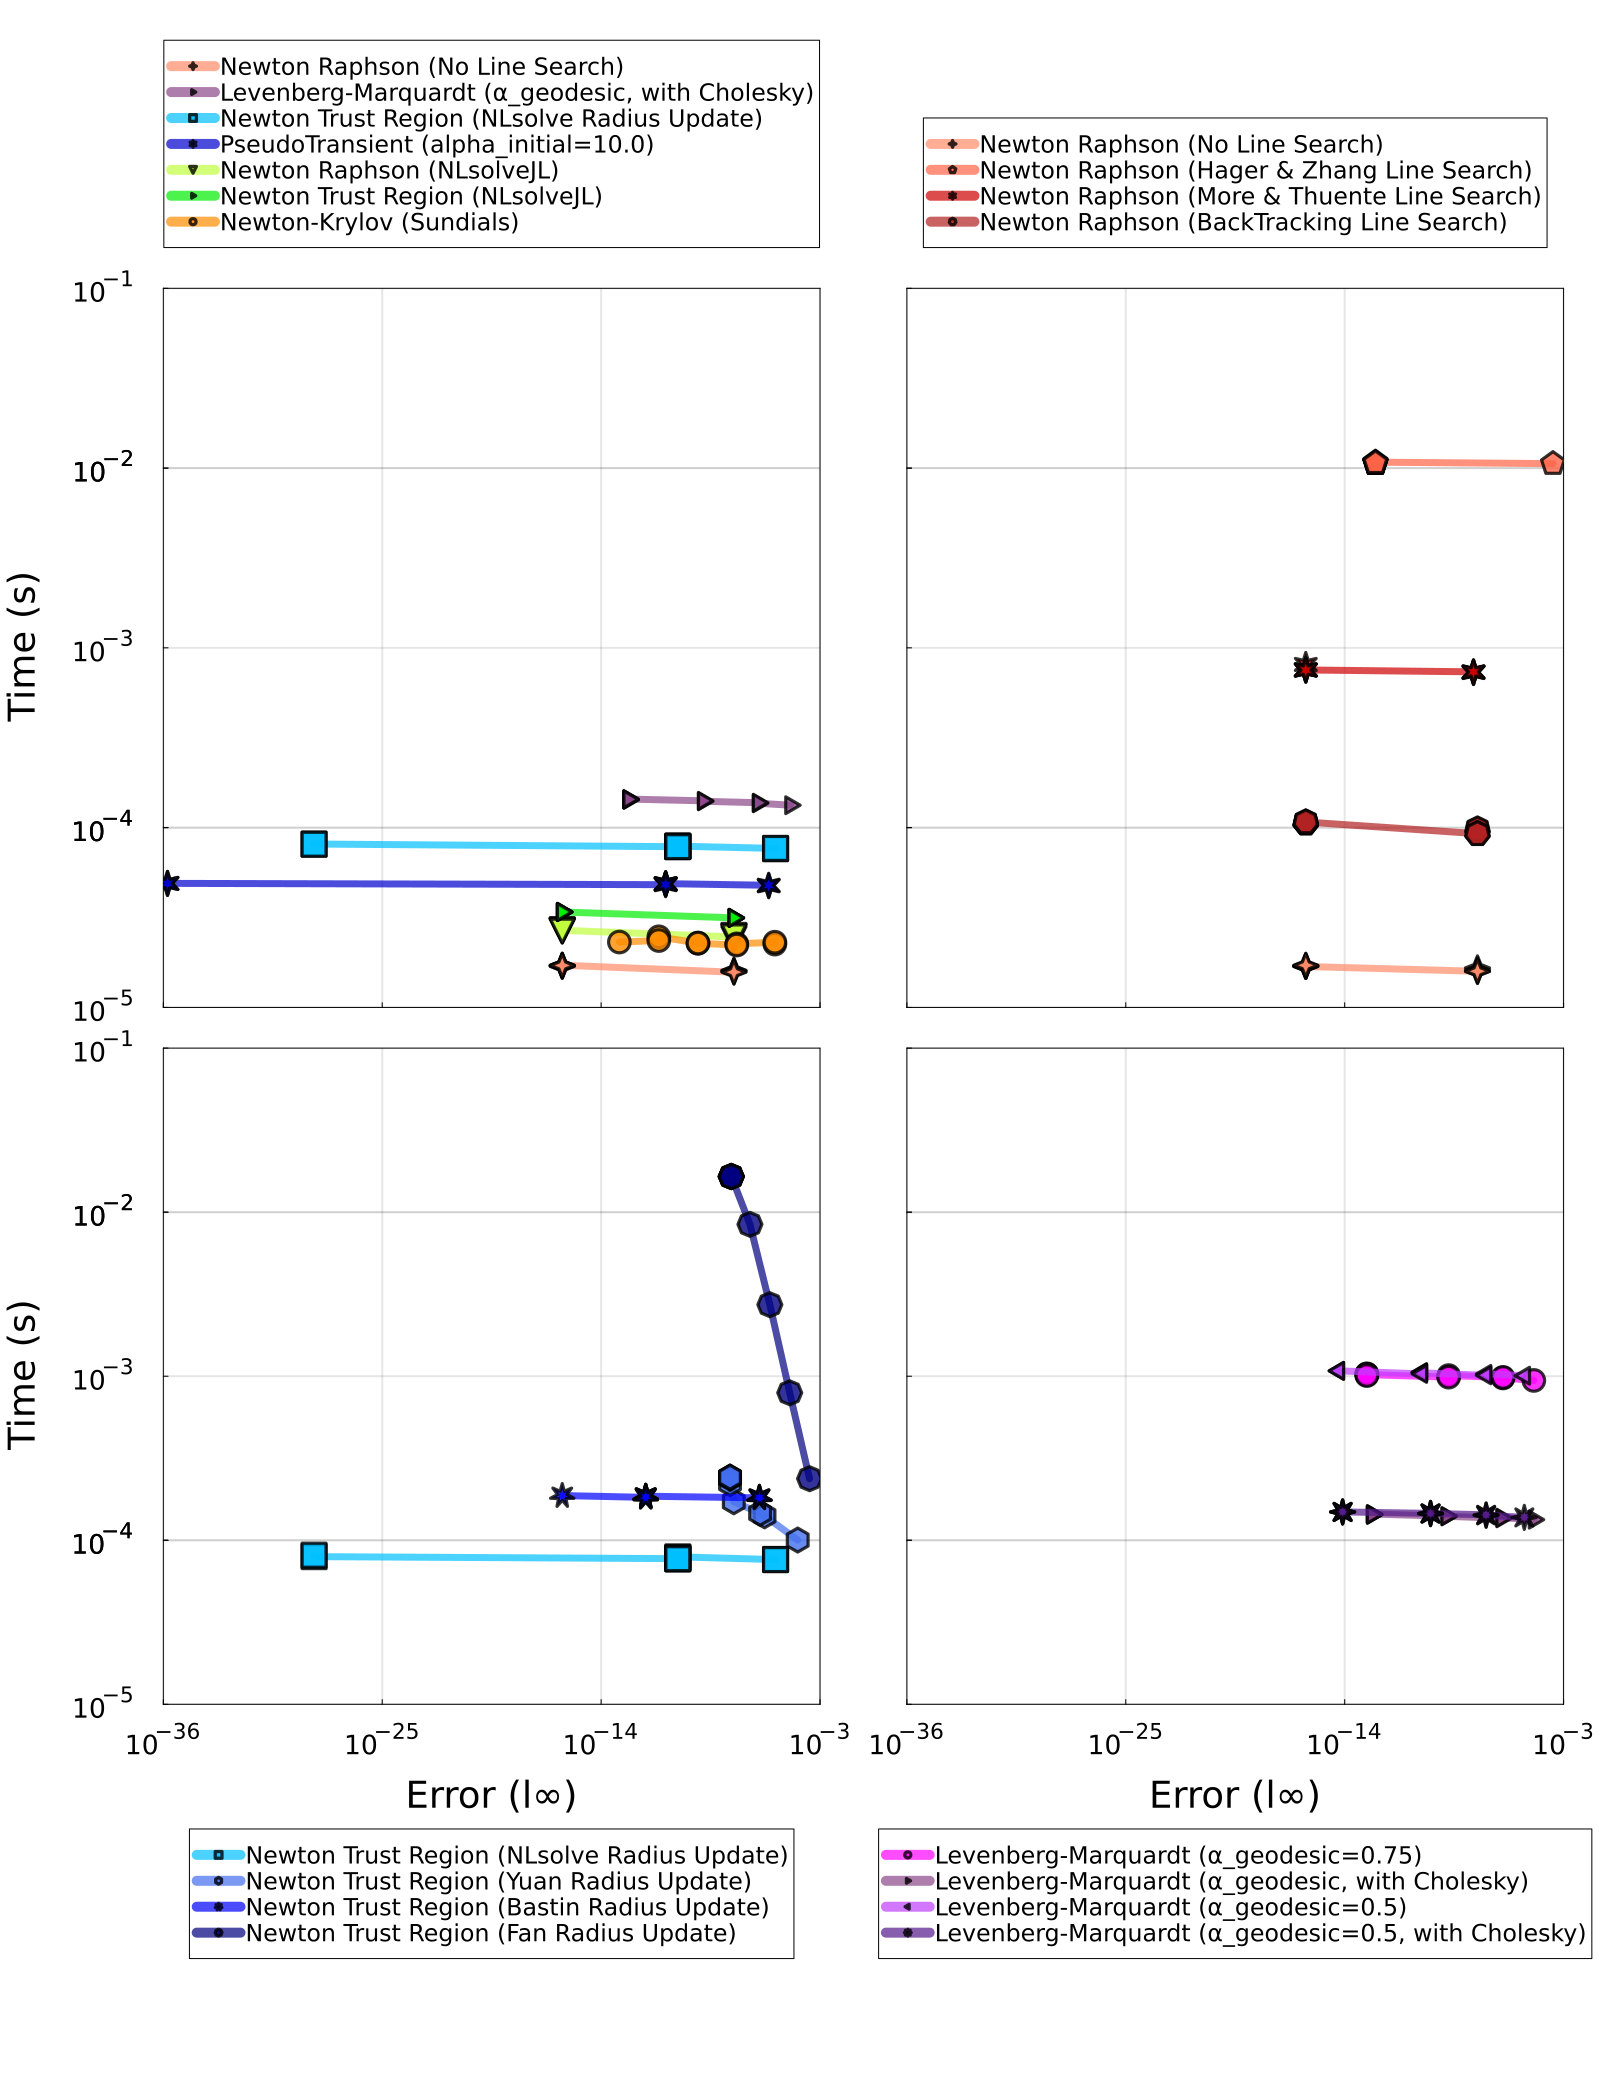 Newton Raphson (No Line Search)
Levenberg-Marquardt (α_geodesic, with Cholesky)
Newton Trust Region (NLsolve Radius Update)
PseudoTransient (alpha_initial=10.0)
Newton Raphson (NLsolveJL)
Newton Trust Region (NLsolveJL)
Newton-Krylov (Sundials)
Newton Raphson (No Line Search)
Newton Raphson (Hager & Zhang Line Search)
Newton Raphson (More & Thuente Line Search)
Newton Raphson (BackTracking Line Search)
10⁻¹
10⁻²
10⁻³
10⁻⁴
10⁻⁵
Time (s)
10⁻¹
10⁻²
10⁻³
10⁻⁴
10⁻⁵
Time (s)
10⁻³⁶ 10⁻²⁵ 10⁻¹⁴ 10⁻³
10⁻³⁶ 10⁻²⁵ 10⁻¹⁴ 10⁻³
Error (l∞)
Error (l∞)
Newton Trust Region (NLsolve Radius Update)
Newton Trust Region (Yuan Radius Update)
Newton Trust Region (Bastin Radius Update)
Newton Trust Region (Fan Radius Update)
Levenberg-Marquardt (α_geodesic=0.75)
Levenberg-Marquardt (α_geodesic, with Cholesky)
Levenberg-Marquardt (α_geodesic=0.5)
Levenberg-Marquardt (α_geodesic=0.5, with Cholesky)